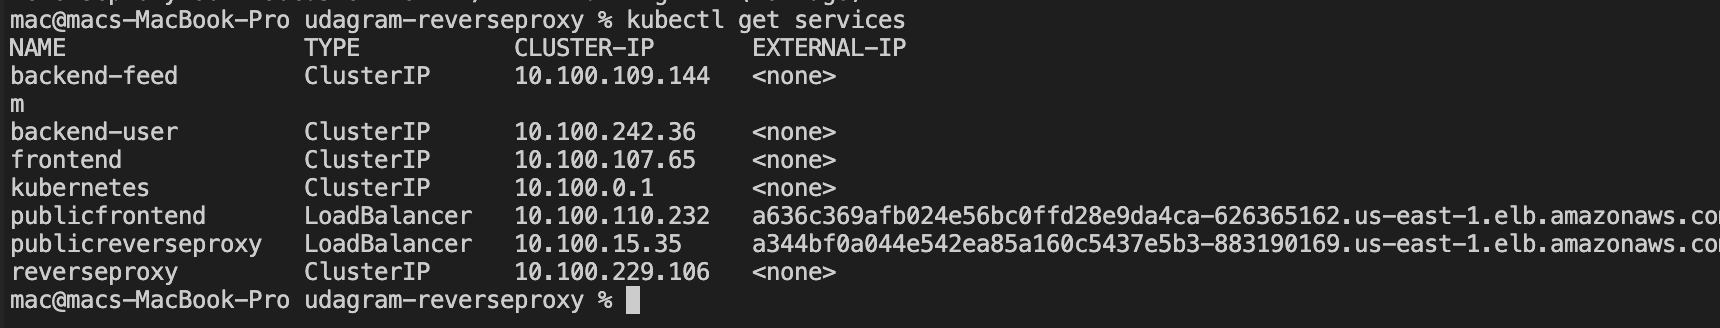 mac@macs-MacBook-Pro udagram-reverseproxy % kubectl get services
NAME TYPE CLUSTER-IP EXTERNAL-IP
backend-feed ClusterIP 10.100.109.144 <none>
m
backend-user ClusterIP 10.100.242.36 <none>
frontend ClusterIP 10.100.107.65 <none>
kubernetes ClusterIP 10.100.0.1 <none>
publicfrontend LoadBalancer 10.100.110.232 a636c369afb024e56bc0ffd28e9da4ca-626365162.us-east-1.elb.amazonaws.co
publicreverseproxy LoadBalancer 10.100.15.35 a344bf0a044e542ea85a160c5437e5b3-883190169.us-east-1.elb.amazonaws.co
reverseproxy ClusterIP 10.100.229.106 <none>
mac@macs-MacBook-Pro udagram-reverseproxy %